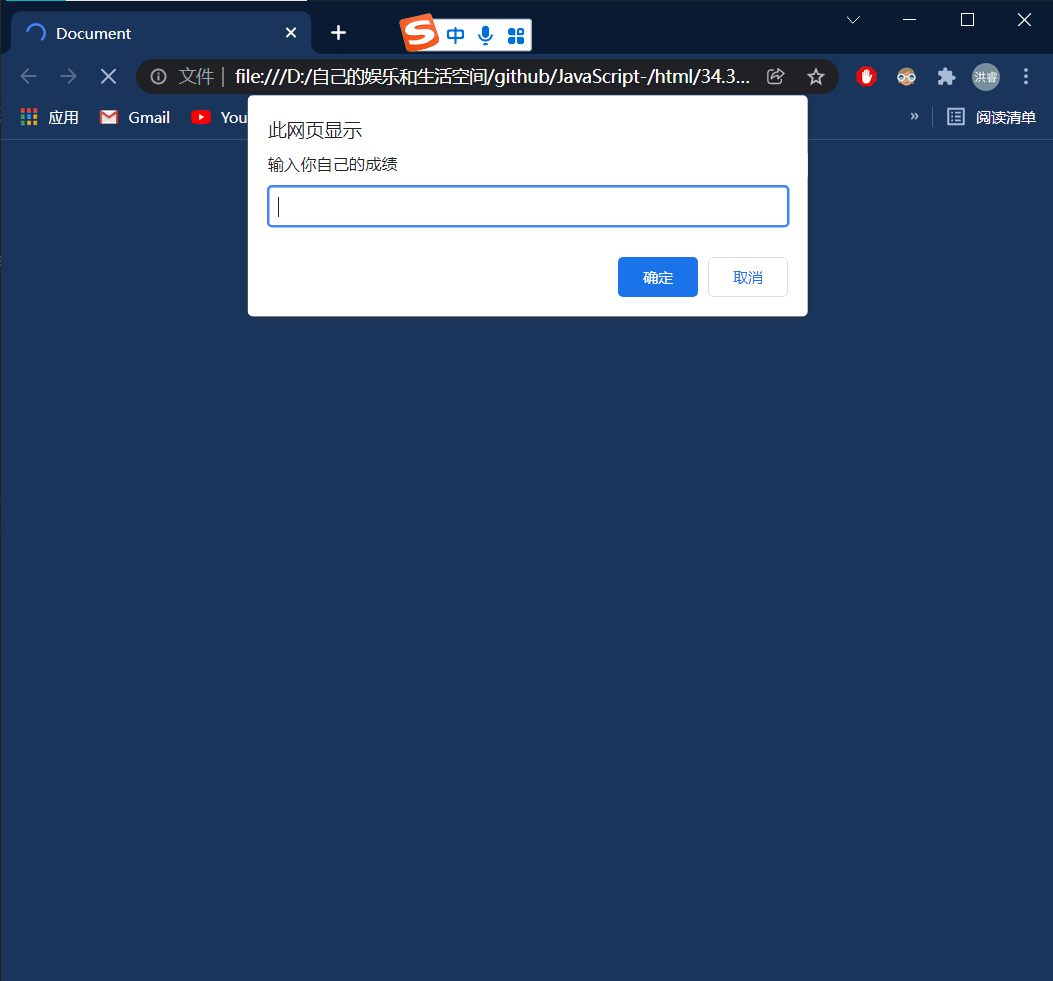 Document
中
文件 file:///D:/自己的娱乐和生活空间/github/JavaScript-/html/34.3...
洪睿
应用 Gmail You
» 阅读清单
此网页显示
输入你自己的成绩
确定 取消